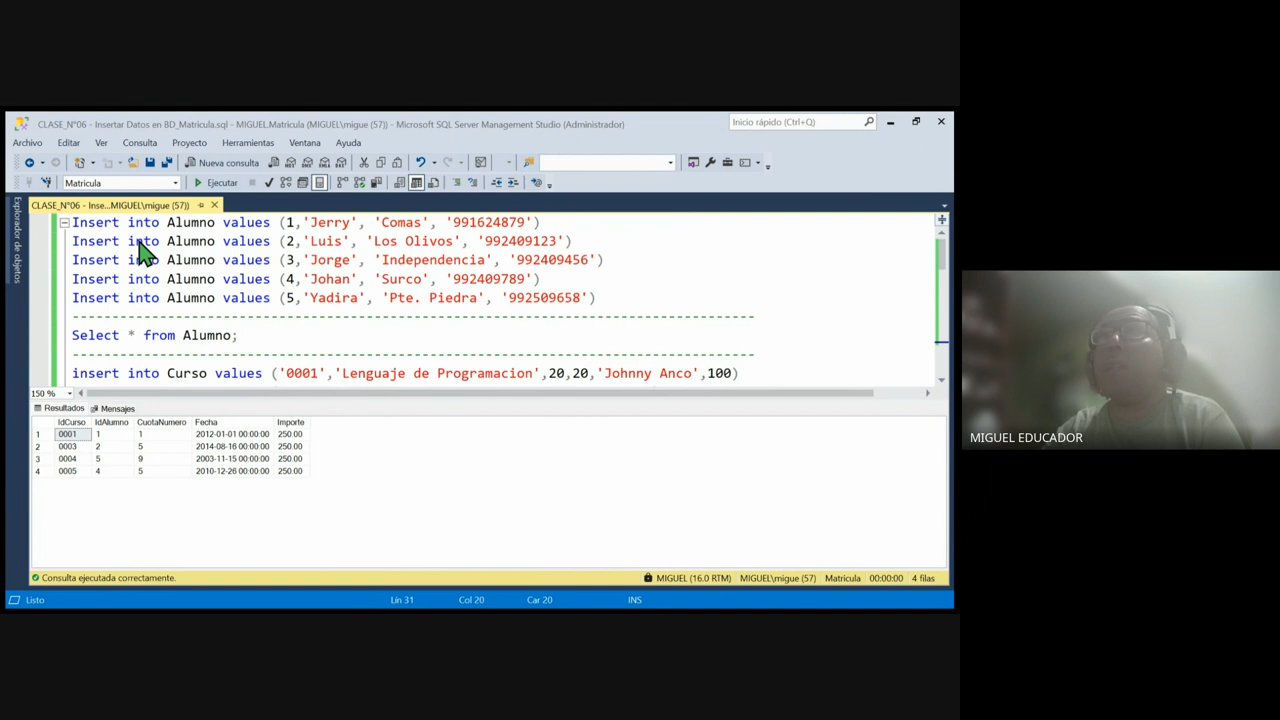 CLASE_N°06 - Insertar Datos en BD_Matricula.sql - MIGUEL.Matricula (MIGUEL\migue (57)) - Microsoft SQL Server Management Studio (Administrador)
Inicio rápido (Ctrl+Q)
Archivo Editar Ver Consulta Proyecto Herramientas Ventana Ayuda
Nueva consulta
Matricula Ejecutar
CLASE_N°06 - Inse...MIGUEL\migue (57))
Explorador de objetos
Insert into Alumno values (1,'Jerry', 'Comas', '991624879')
Insert into Alumno values (2,'Luis', 'Los Olivos', '992409123')
Insert into Alumno values (3,'Jorge', 'Independencia', '992409456')
Insert into Alumno values (4,'Johan', 'Surco', '992409789')
Insert into Alumno values (5,'Yadira', 'Pte. Piedra', '992509658')
Select * from Alumno;
insert into Curso values ('0001','Lenguaje de Programacion',20,20,'Johnny Anco',100)
150 %
Resultados Mensajes
IdCurso IdAlumno CuotaNumero Fecha Importe
1 0001 1 1 2012-01-01 00:00:00 250.00
2 0003 2 5 2014-08-16 00:00:00 250.00
3 0004 5 9 2003-11-15 00:00:00 250.00
4 0005 4 5 2010-12-26 00:00:00 250.00
Consulta ejecutada correctamente. MIGUEL (16.0 RTM) MIGUEL\migue (57) Matricula 00:00:00 4 filas
Listo Lín 31 Col 20 Car 20 INS
MIGUEL EDUCADOR